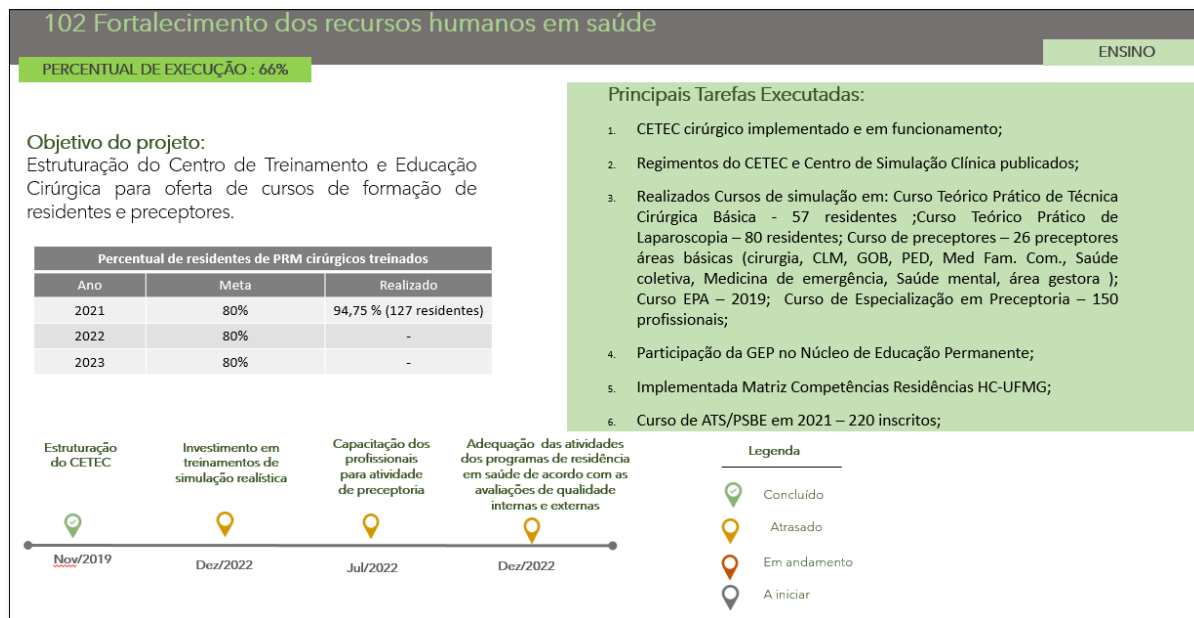 102 Fortalecimento dos recursos humanos em saúde
ENSINO
PERCENTUAL DE EXECUÇÃO : 66%
Objetivo do projeto:
Estruturação do Centro de Treinamento e Educação
Cirúrgica para oferta de cursos de formação de
residentes e preceptores.
Percentual de residentes de PRM cirúrgicos treinados
Ano Meta Realizado
2021 80% 94,75 % (127 residentes)
2022 80% -
2023 80% -
Principais Tarefas Executadas:
1. CETEC cirúrgico implementado e em funcionamento;
2. Regimentos do CETEC e Centro de Simulação Clínica publicados;
3. Realizados Cursos de simulação em: Curso Teórico Prático de Técnica
Cirúrgica Básica - 57 residentes ;Curso Teórico Prático de
Laparoscopia – 80 residentes; Curso de preceptores – 26 preceptores
áreas básicas (cirurgia, CLM, GOB, PED, Med Fam. Com., Saúde
coletiva, Medicina de emergência, Saúde mental, área gestora );
Curso EPA – 2019; Curso de Especialização em Preceptoria – 150
profissionais;
4. Participação da GEP no Núcleo de Educação Permanente;
5. Implementada Matriz Competências Residências HC-UFMG;
6. Curso de ATS/PSBE em 2021 – 220 inscritos;
Estruturação
do CETEC
Nov/2019
Investimento em
treinamentos de
simulação realística
Dez/2022
Capacitação dos
profissionais
para atividade
de preceptoria
Jul/2022
Adequação das atividades
dos programas de residência
em saúde de acordo com as
avaliações de qualidade
internas e externas
Dez/2022
Legenda
Concluído
Atrasado
Em andamento
A iniciar